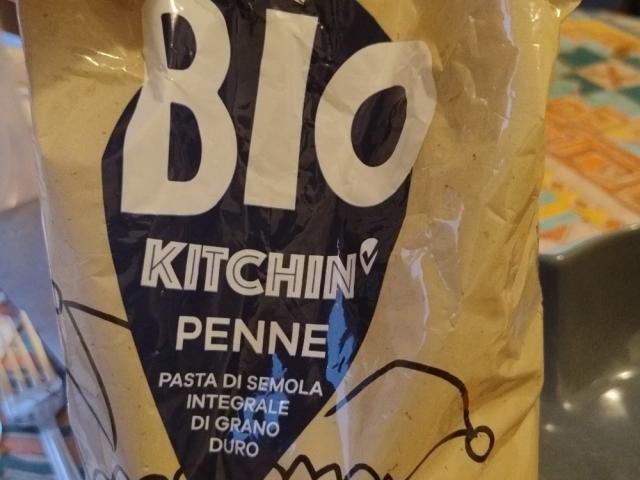 BIO
KITCHIN
PENNE
PASTA DI SEMOLA
INTEGRALE
DI GRANO
DURO